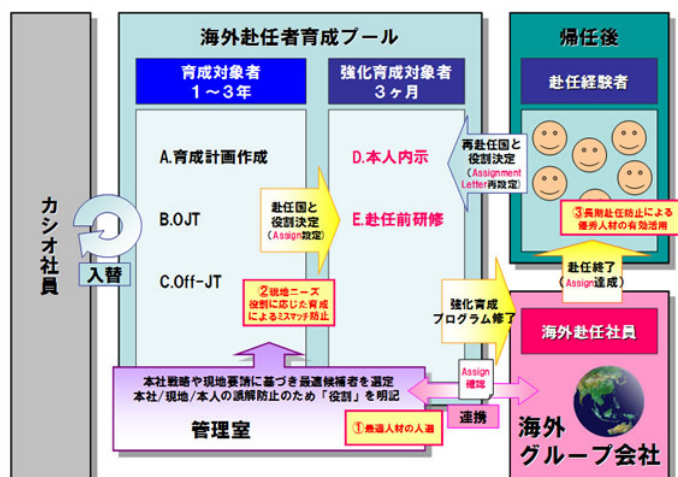 海外赴任者育成プール
帰任後
育成対象者
1～3年
強化育成対象者
3ヶ月
赴任経験者
A.育成計画作成
B.OJT
C.Off-JT
D.本人内示
E.赴任前研修
カシオ社員
入替
赴任国と
役割決定
(Assign設定)
②現地ニーズ
役割に応じた育成
によるミスマッチ防止
再赴任国と
役割決定
(Assignment
Letter再設定)
③長期赴任防止による
優秀人材の有効活用
赴任終了
(Assign達成)
強化育成
プログラム修了
海外赴任社員
海外
グループ会社
Assign
確認
連携
本社戦略や現地要請に基づき最適候補者を選定
本社/現地/本人の誤解防止のため「役割」を明記
管理室
①最適人材の人選